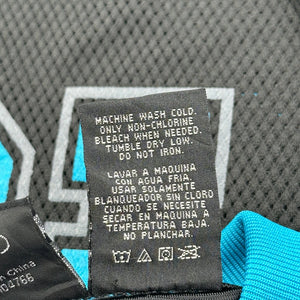 MACHINE WASH COLD.
ONLY NON-CHLORINE
BLEACH WHEN NEEDED.
TUMBLE DRY LOW.
DO NOT IRON.
LAVAR A MAQUINA
CON AGUA FRIA.
USAR SOLAMENTE
BLANQUEADOR SIN CLORO
CUANDO SE NECESITE
SECAR EN MAQUINA A
TEMPERATURA BAJA.
NO PLANCHAR.
China